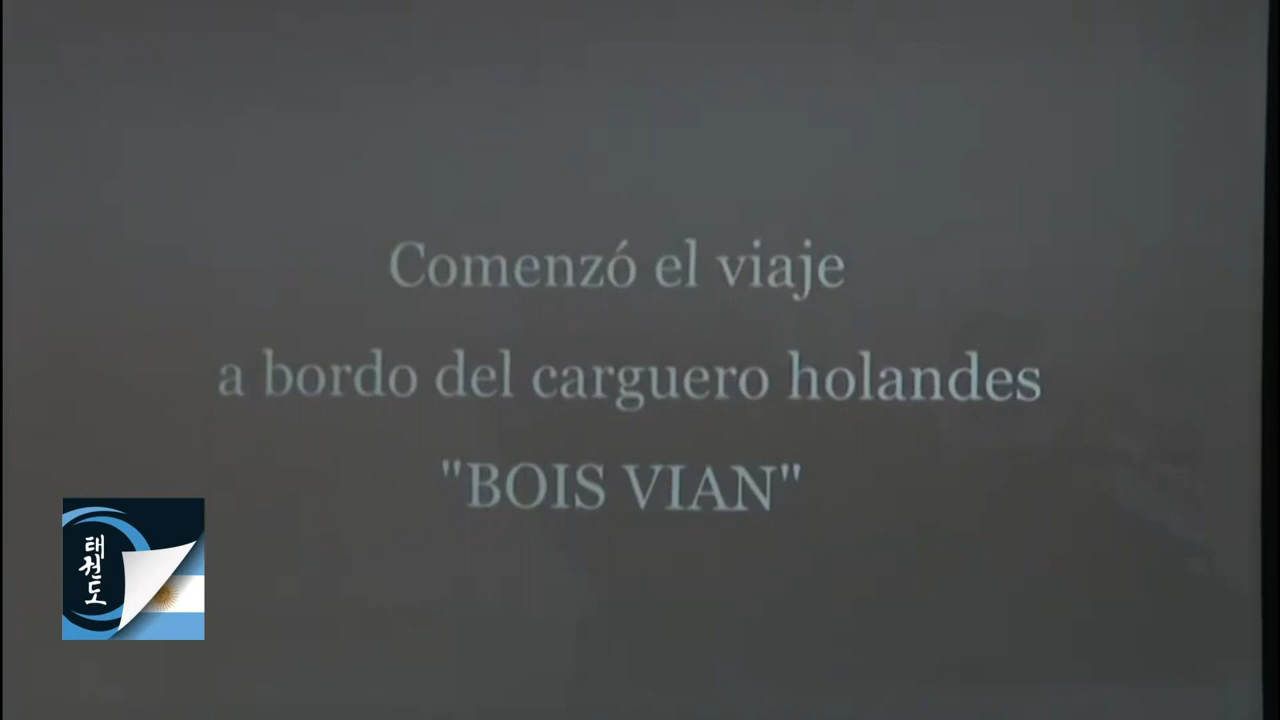 Comenzó el viaje
a bordo del carguero holandes
"BOIS VIAN"
태권도